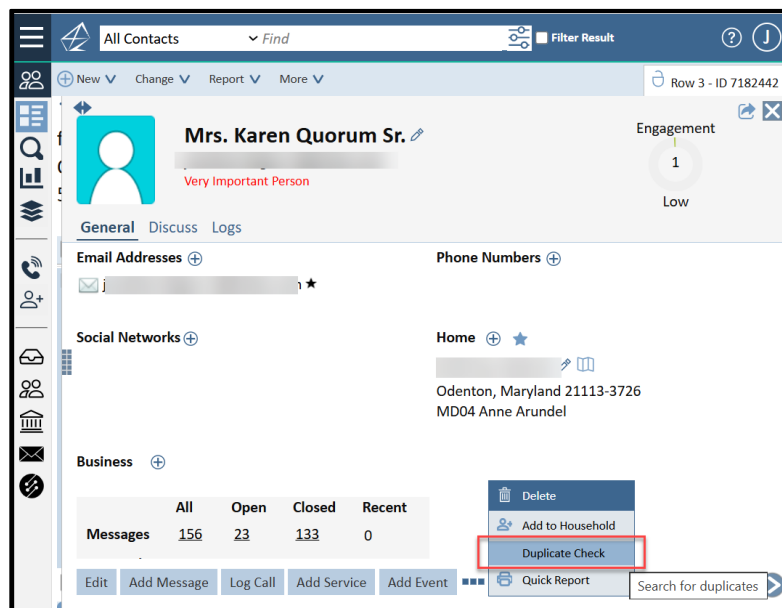 All Contacts Find Filter Result ? J
New Change Report More Row 3 - ID 7182442
Mrs. Karen Quorum Sr.
Very Important Person
Engagement
1
Low
General Discuss Logs
Email Addresses Phone Numbers
j
Social Networks Home
Odenton, Maryland 21113-3726
MD04 Anne Arundel
Business
All Open Closed Recent
Messages 156 23 133 0
Delete
Add to Household
Duplicate Check
Quick Report
Edit Add Message Log Call Add Service Add Event
Search for duplicates